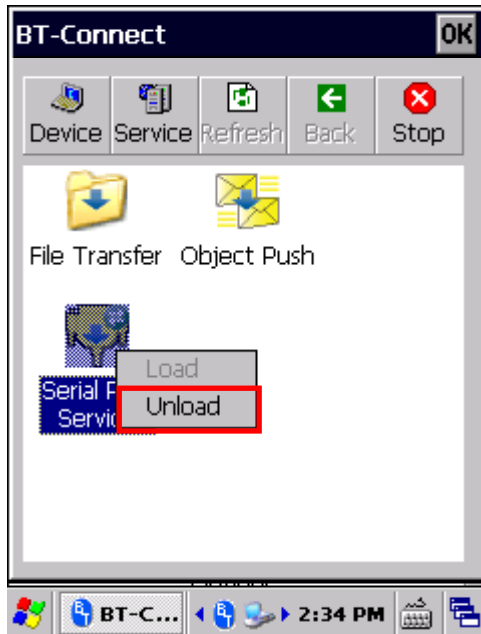 BT-Connect OK
Device Service Refresh Back Stop
File Transfer Object Push
Serial
Load
Unload
BT-C... 2:34 PM